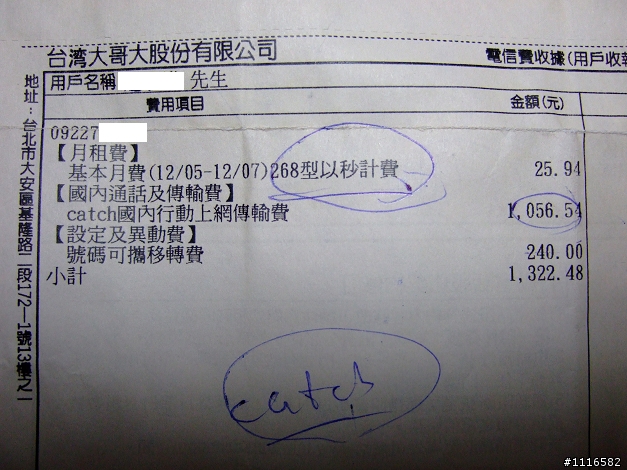 台湾大哥大股份有限公司
電信費收據(用戶收執
用戶名稱 先生
費用項目 金額(元)
09227
【月租費】
基本月費(12/05-12/07)268型以秒計費 25.94
【國內通話及傳輸費】
catch國內行動上網傳輸費 1,056.54
【設定及異動費】
號碼可攜移轉費 240.00
小計 1,322.48
地址:台北市大安區基隆路二段172—1號13樓之二
catch
#1116582